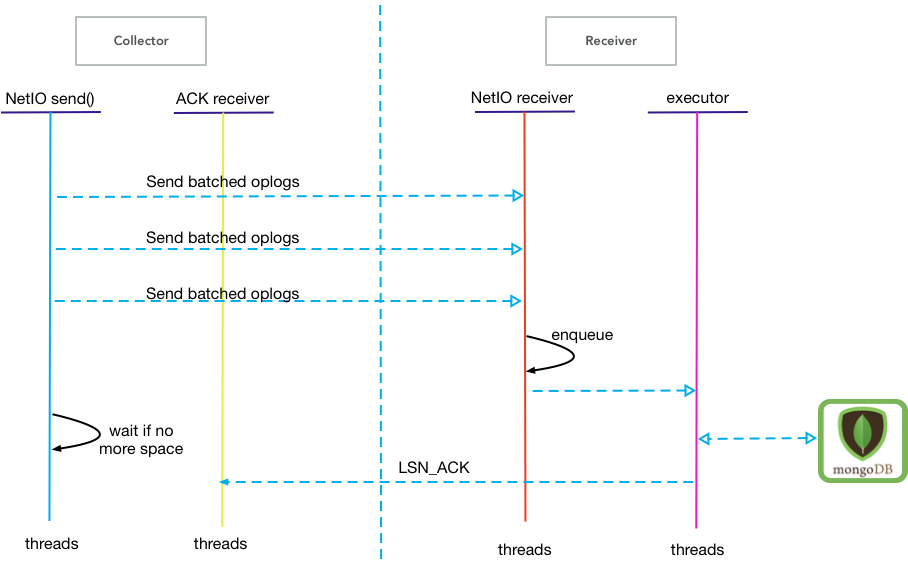 Collector
Receiver
NetIO send()
ACK receiver
NetIO receiver
executor
Send batched oplogs
Send batched oplogs
Send batched oplogs
enqueue
wait if no
more space
mongoDB
LSN_ACK
threads
threads
threads
threads